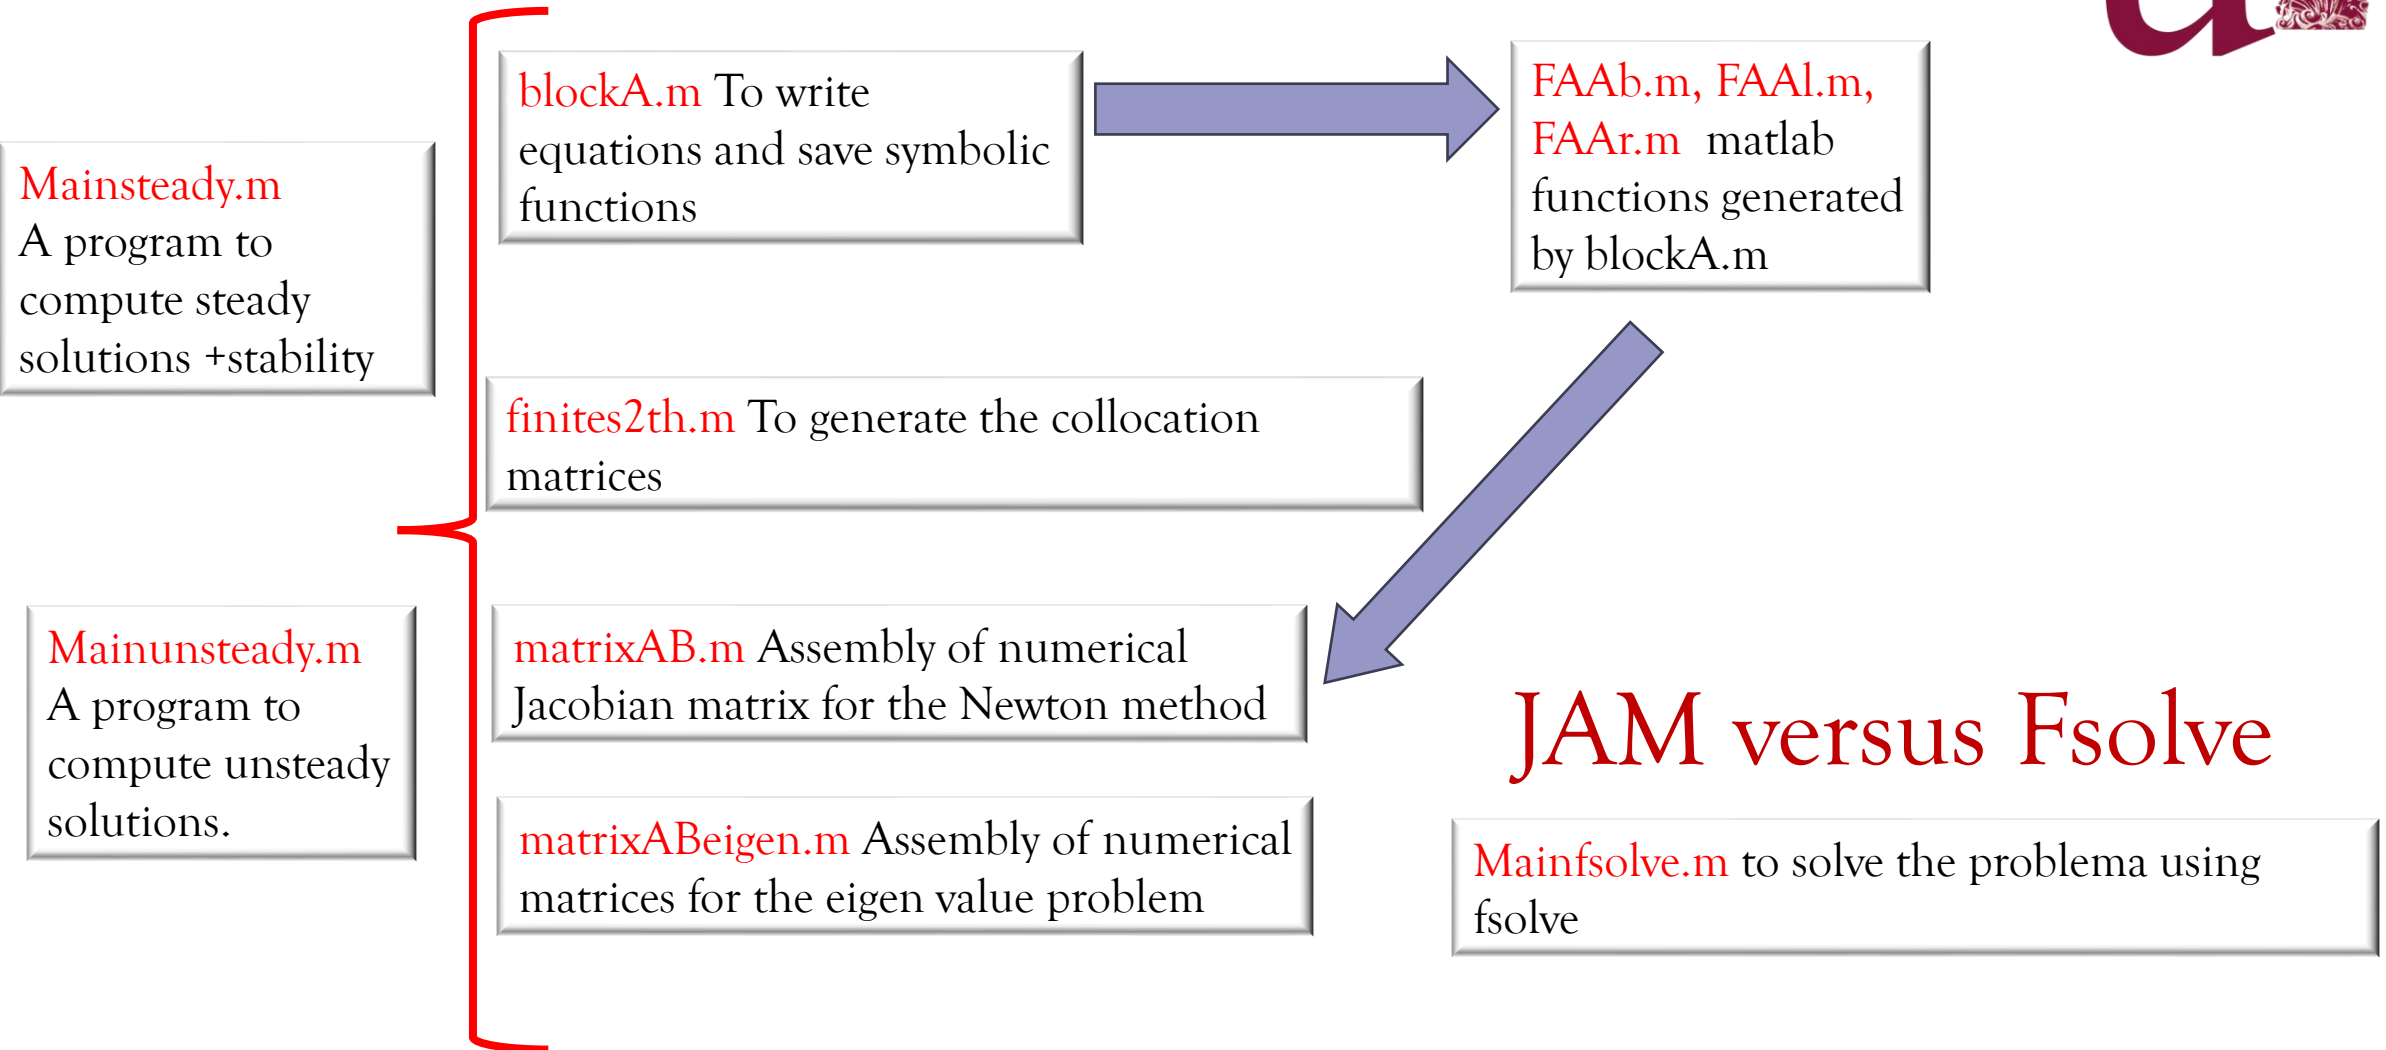 Mainsteady.m
A program to
compute steady
solutions +stability
Mainunsteady.m
A program to
compute unsteady
solutions.
blockA.m To write
equations and save symbolic
functions
finites2th.m To generate the collocation
matrices
matrixAB.m Assembly of numerical
Jacobian matrix for the Newton method
matrixABeigen.m Assembly of numerical
matrices for the eigen value problem
FAAb.m, FAAl.m,
FAAr.m matlab
functions generated
by blockA.m
JAM versus Fsolve
Mainfsolve.m to solve the problema using
fsolve